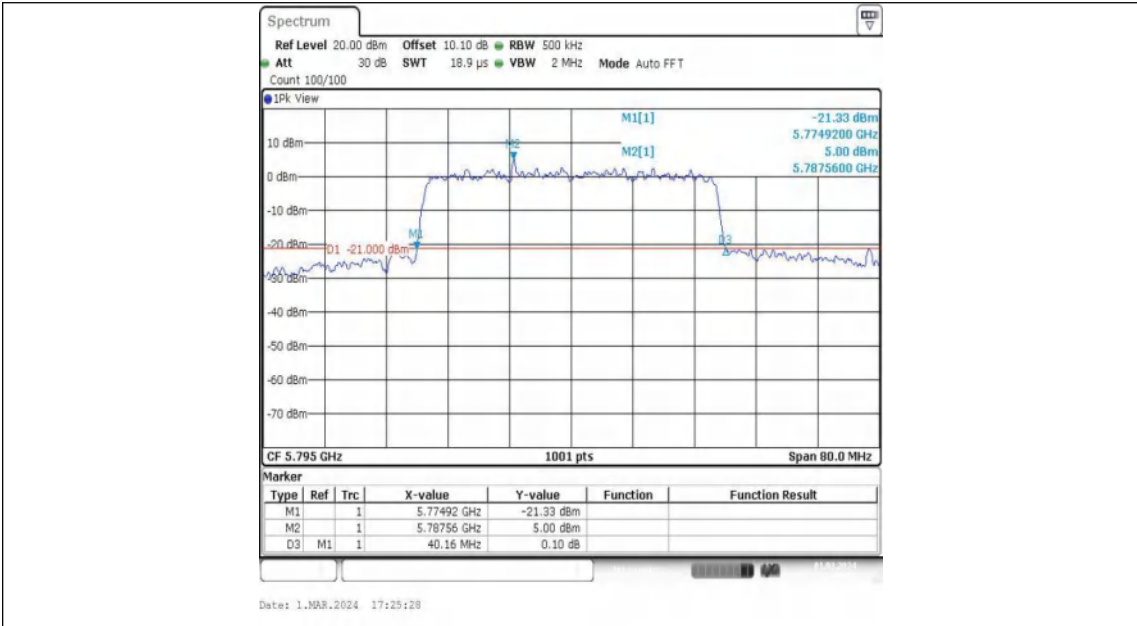 Spectrum
Ref Level 20.00 dBm Offset 10.10 dB RBW 500 kHz
Att 30 dB SWT 18.9 µs VBW 2 MHz Mode Auto FFT
Count 100/100
1Pk View
M1[1] -21.33 dBm
5.7749200 GHz
10 dBm
M2
M2[1] 5.00 dBm
5.7875600 GHz
0 dBm
-10 dBm
M1
-20 dBm
D1 -21.000 dBm
D3
-30 dBm
-40 dBm
-50 dBm
-60 dBm
-70 dBm
CF 5.795 GHz 1001 pts Span 80.0 MHz
Marker
Type Ref Trc X-value Y-value Function Function Result
M1 1 5.77492 GHz -21.33 dBm
M2 1 5.78756 GHz 5.00 dBm
D3 M1 1 40.16 MHz 0.10 dB
Date: 1.MAR.2024 17:25:28